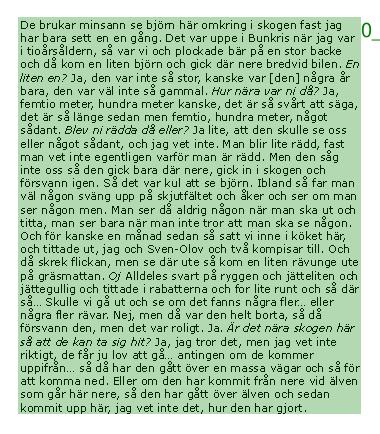 De brukar minsann se björn här omkring i skogen fast jag
har bara sett en en gång. Det var uppe i Bunkris när jag var
i tioårsåldern, så var vi och plockade bär på en stor backe
och då kom en liten björn och gick där nere bredvid bilen. En
liten en? Ja, den var inte så stor, kanske var [den] några år
bara, den var väl inte så gammal. Hur nära var ni då? Ja,
femtio meter, hundra meter kanske, det är så svårt att säga,
det är så länge sedan men femtio, hundra meter, något
sådant. Blev ni rädda då eller? Ja lite, att den skulle se oss
eller något sådant, och jag vet inte. Man blir lite rädd, fast
man vet inte egentligen varför man är rädd. Men den såg
inte oss så den gick bara där nere, gick in i skogen och
försvann igen. Så det var kul att se björn. Ibland så far man
väl någon sväng upp på skjutfältet och åker och ser om man
ser någon men. Man ser då aldrig någon när man ska ut och
titta, man ser bara när man inte tror att man ska se någon.
Och för kanske en månad sedan så satt vi inne i köket här,
och tittade ut, jag och Sven-Olov och två kompisar till. Och
då skrek flickan, men se där ute så kom en liten rävunge ute
på gräsmattan. Oj Alldeles svart på ryggen och jätteliten och
jättegullig och tittade i rabatterna och for lite runt och så där
så... Skulle vi gå ut och se om det fanns några fler... eller
några fler rävar. Nej, men då var den helt borta, så då
försvann den, men det var roligt. Ja. Är det nära skogen här
så att de kan ta sig hit? Ja, jag tror det, men jag vet inte
riktigt, de får ju lov att gå... antingen om de kommer
uppifrån... så då har den gått över en massa vägar och så för
att komma ned. Eller om den har kommit från nere vid älven
som går här nere, så den har gått över älven och sedan
kommit upp här, jag vet inte det, hur den har gjort.